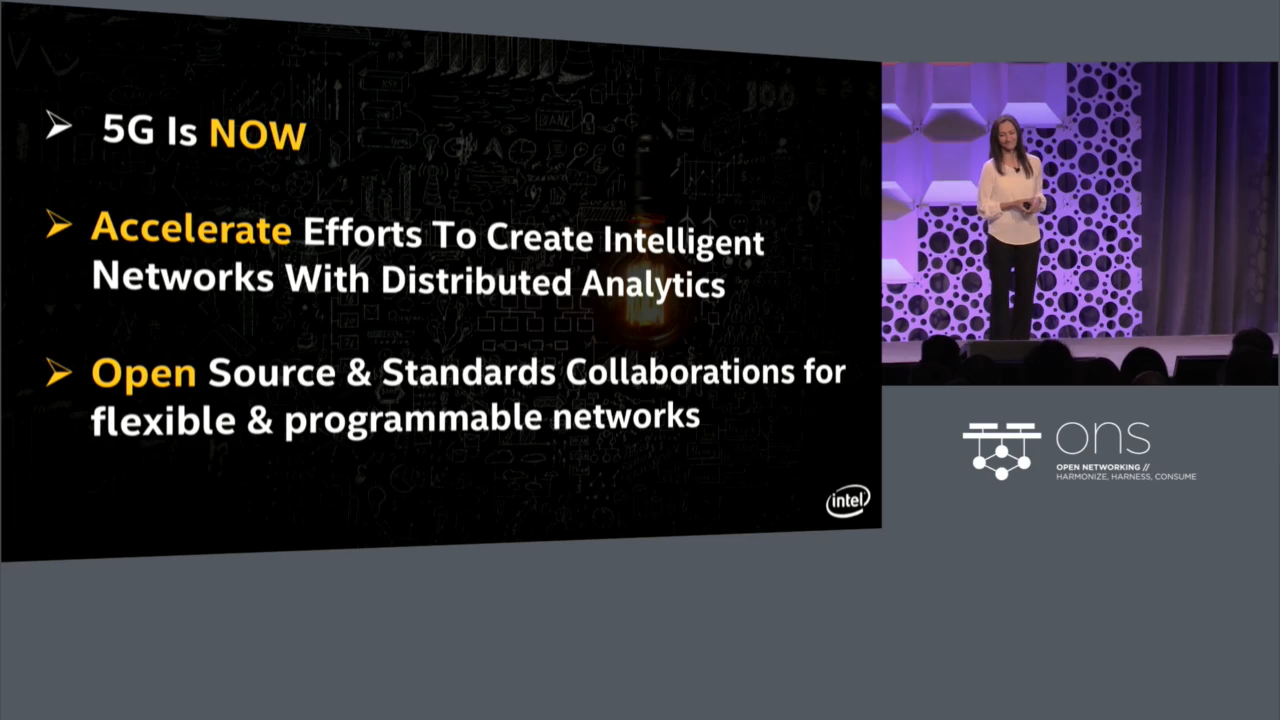 5G Is NOW
Accelerate Efforts To Create Intelligent
Networks With Distributed Analytics
Open Source & Standards Collaborations for
flexible & programmable networks
intel
ons
OPEN NETWORKING //
HARMONIZE, HARNESS, CONSUME